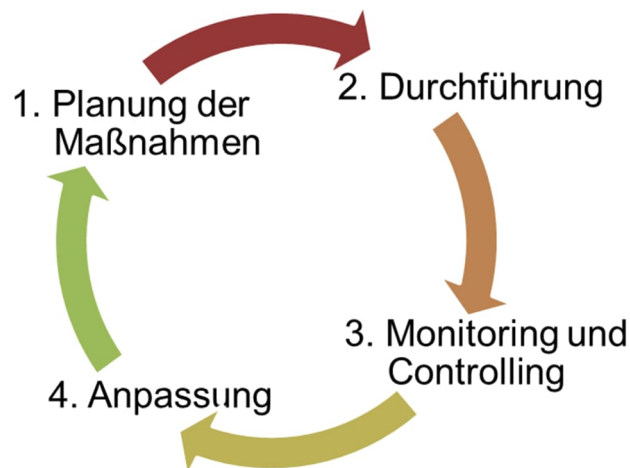 1. Planung der
Maßnahmen
2. Durchführung
3. Monitoring und
Controlling
4. Anpassung